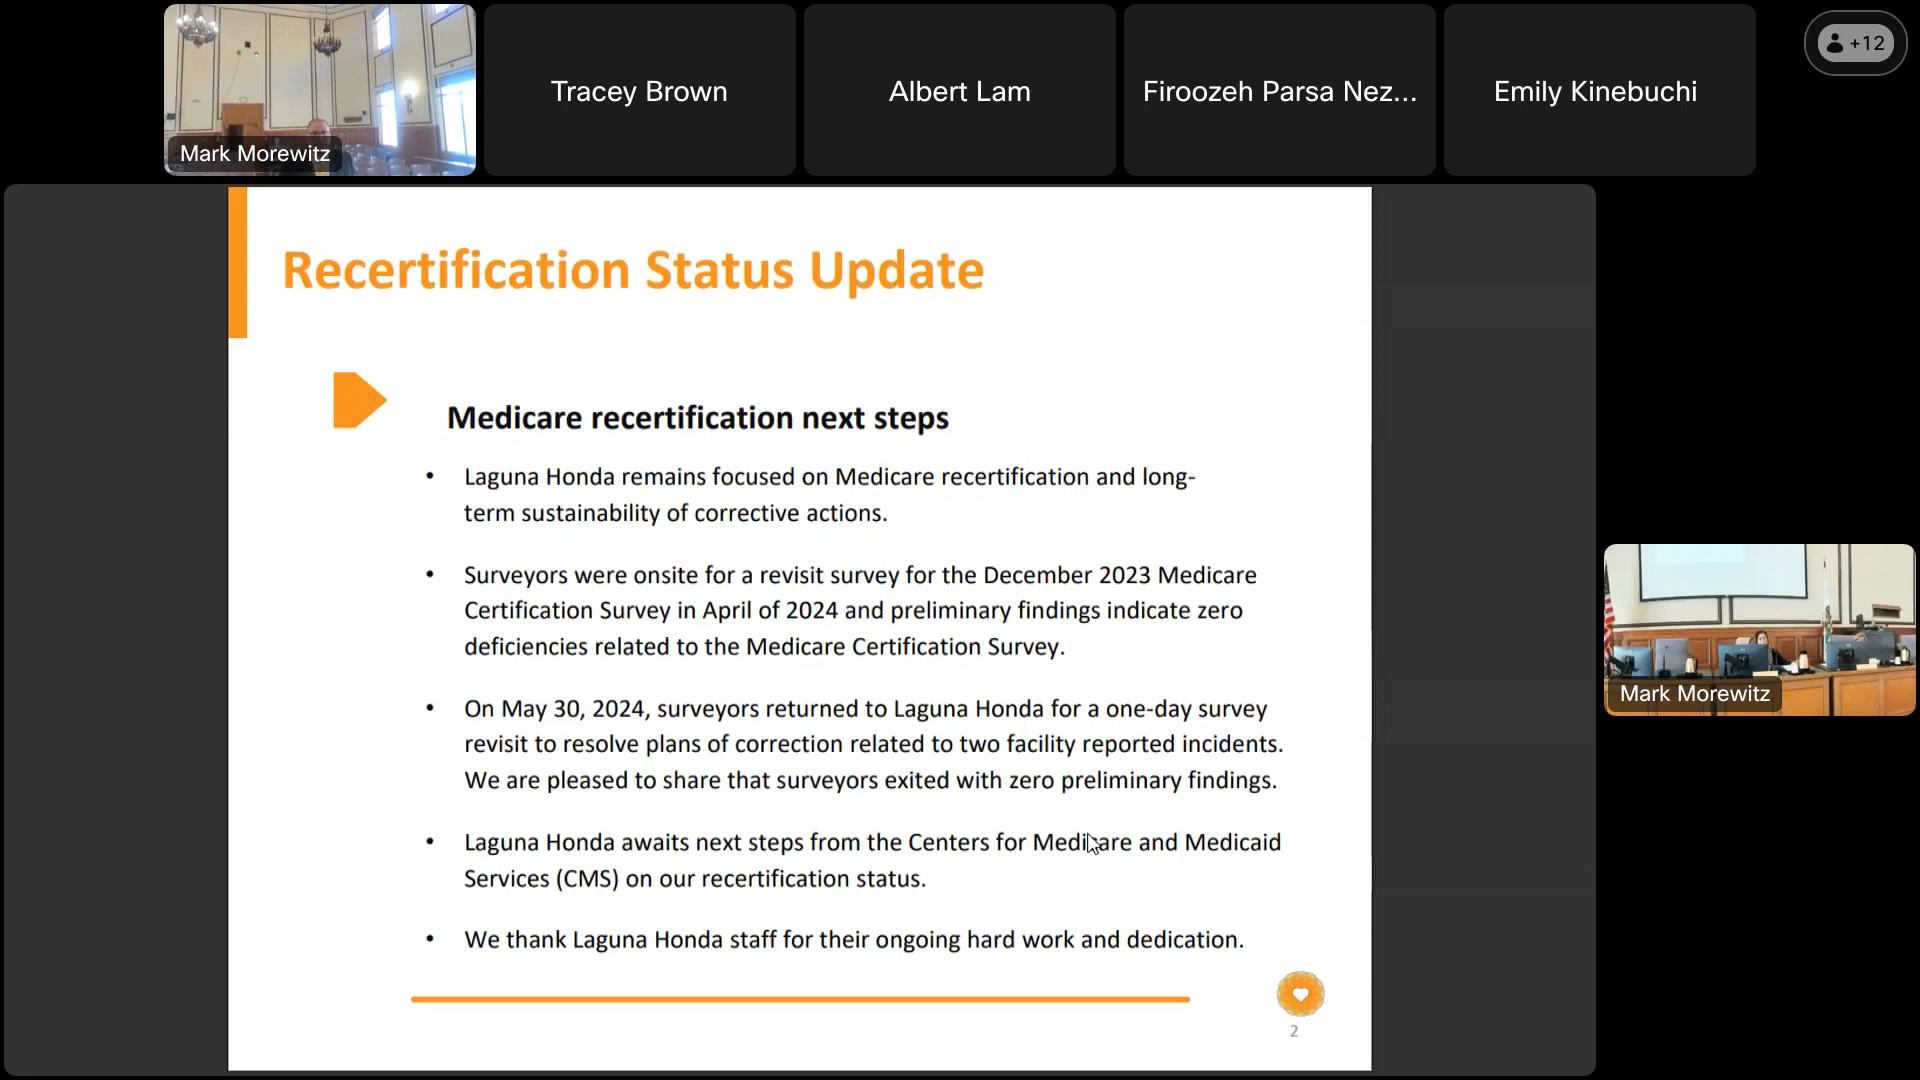 Mark Morewitz
Tracey Brown
Albert Lam
Firoozeh Parsa Nez...
Emily Kinebuchi
+12
Recertification Status Update
Medicare recertification next steps
• Laguna Honda remains focused on Medicare recertification and long-
term sustainability of corrective actions.
• Surveyors were onsite for a revisit survey for the December 2023 Medicare
Certification Survey in April of 2024 and preliminary findings indicate zero
deficiencies related to the Medicare Certification Survey.
• On May 30, 2024, surveyors returned to Laguna Honda for a one-day survey
revisit to resolve plans of correction related to two facility reported incidents.
We are pleased to share that surveyors exited with zero preliminary findings.
• Laguna Honda awaits next steps from the Centers for Medicare and Medicaid
Services (CMS) on our recertification status.
• We thank Laguna Honda staff for their ongoing hard work and dedication.
2
Mark Morewitz